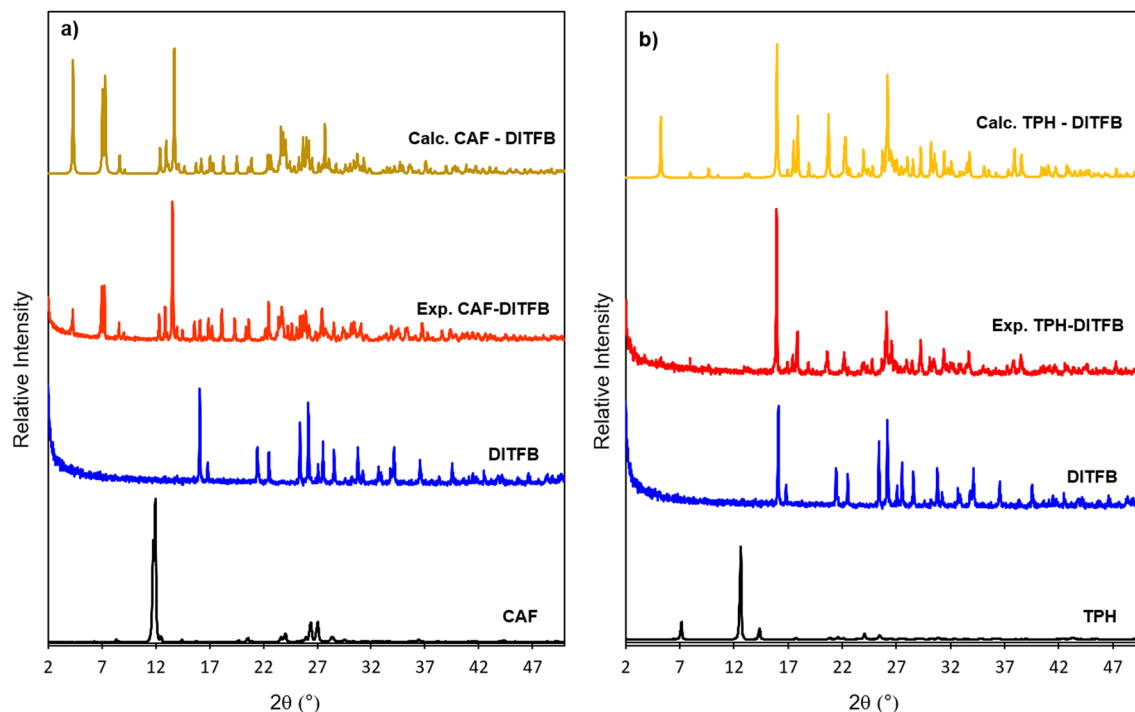 a)
Calc. CAF - DITFB
Exp. CAF-DITFB
DITFB
CAF
Relative Intensity
2 7 12 17 22 27 32 37 42 47
2θ (°)
b)
Calc. TPH - DITFB
Exp. TPH-DITFB
DITFB
TPH
Relative Intensity
2 7 12 17 22 27 32 37 42 47
2θ (°)